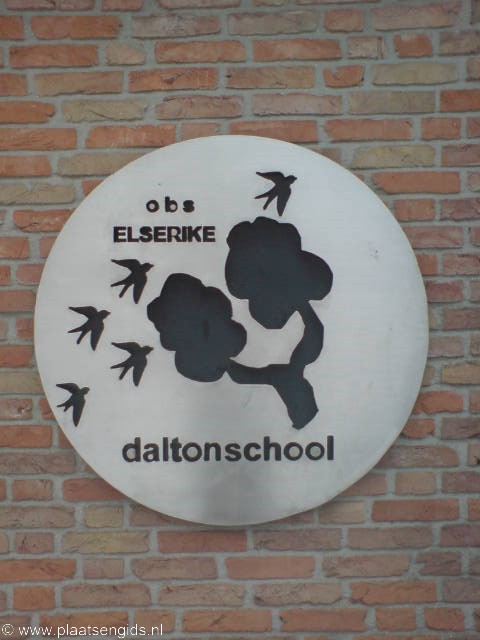 obs
ELSERIKE
daltonschool
© www.plaatsengids.nl